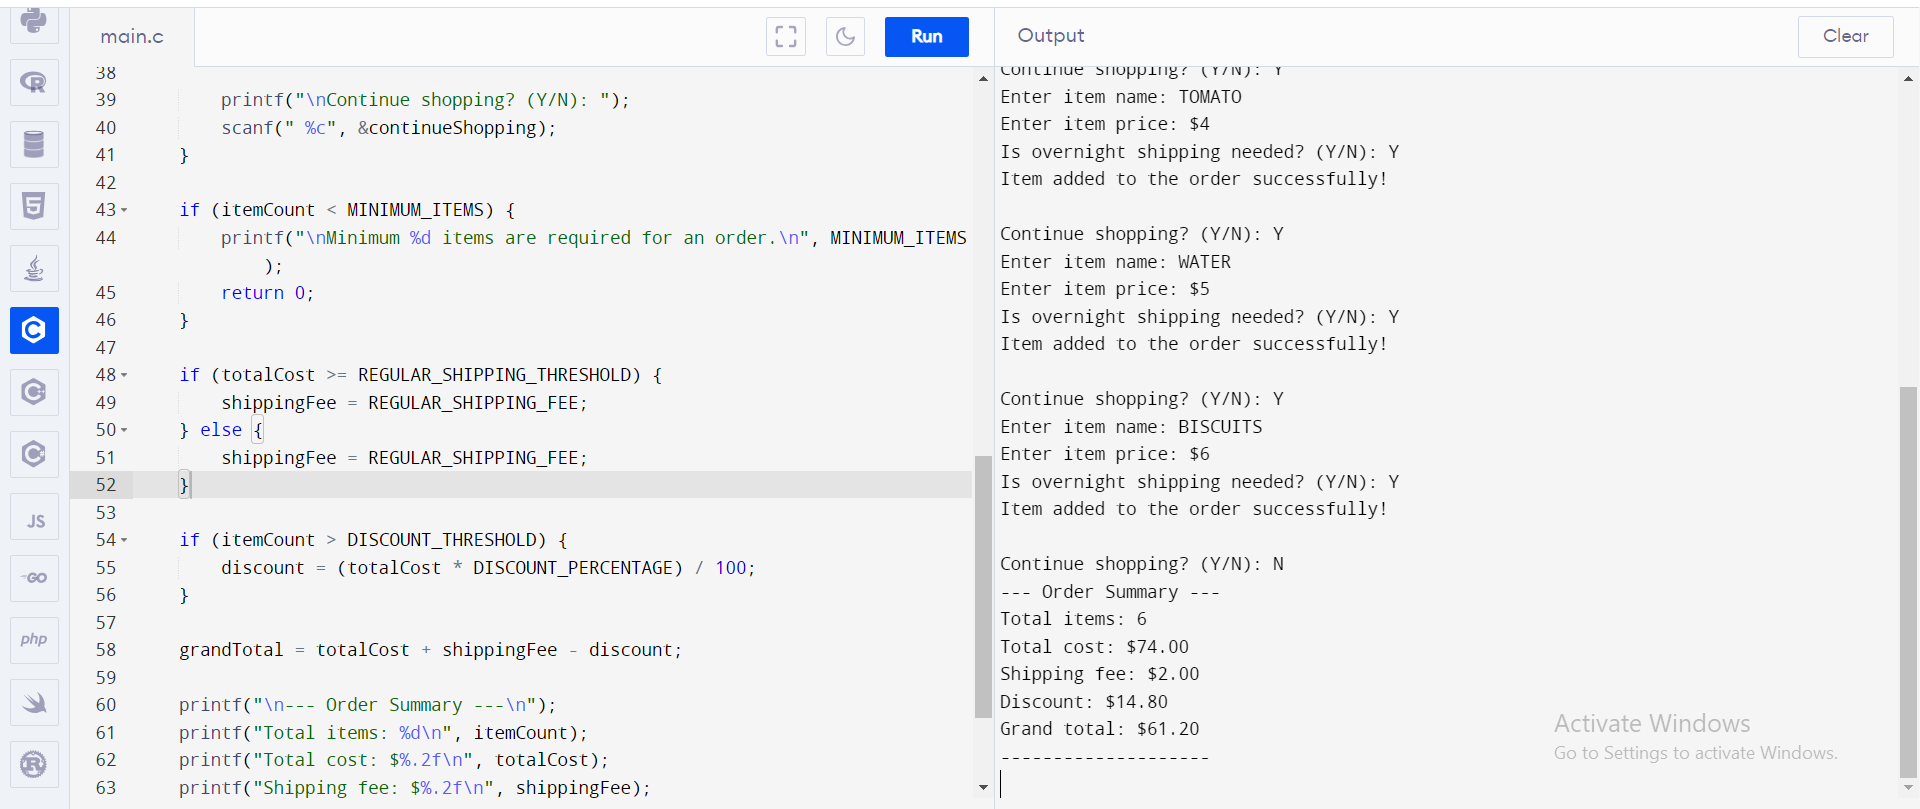 main.c
Run
38
39 printf("\nContinue shopping? (Y/N): ");
40 scanf(" %c", &continueShopping);
41 }
42
43 if (itemCount < MINIMUM_ITEMS) {
44 printf("\nMinimum %d items are required for an order.\n", MINIMUM_ITEMS
);
45 return 0;
46 }
47
48 if (totalCost >= REGULAR_SHIPPING_THRESHOLD) {
49 shippingFee = REGULAR_SHIPPING_FEE;
50 } else {
51 shippingFee = REGULAR_SHIPPING_FEE;
52 }
53
54 if (itemCount > DISCOUNT_THRESHOLD) {
55 discount = (totalCost * DISCOUNT_PERCENTAGE) / 100;
56 }
57
58 grandTotal = totalCost + shippingFee - discount;
59
60 printf("\n--- Order Summary ---\n");
61 printf("Total items: %d\n", itemCount);
62 printf("Total cost: $%.2f\n", totalCost);
63 printf("Shipping fee: $%.2f\n", shippingFee);
R
5
C
C
C
JS
GO
php
R
Output
Clear
Continue shopping? (Y/N): Y
Enter item name: TOMATO
Enter item price: $4
Is overnight shipping needed? (Y/N): Y
Item added to the order successfully!
Continue shopping? (Y/N): Y
Enter item name: WATER
Enter item price: $5
Is overnight shipping needed? (Y/N): Y
Item added to the order successfully!
Continue shopping? (Y/N): Y
Enter item name: BISCUITS
Enter item price: $6
Is overnight shipping needed? (Y/N): Y
Item added to the order successfully!
Continue shopping? (Y/N): N
--- Order Summary ---
Total items: 6
Total cost: $74.00
Shipping fee: $2.00
Discount: $14.80
Grand total: $61.20
--------------------
Activate Windows
Go to Settings to activate Windows.